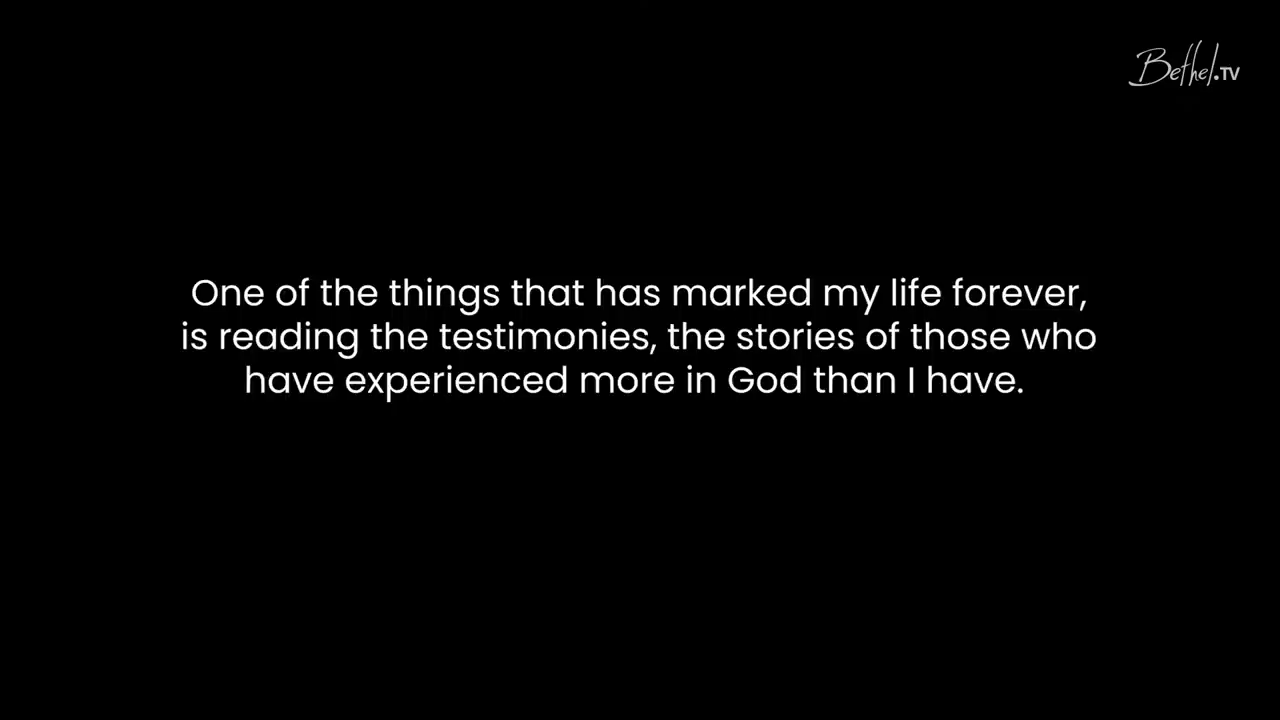 Bethel.TV
One of the things that has marked my life forever,
is reading the testimonies, the stories of those who
have experienced more in God than I have.